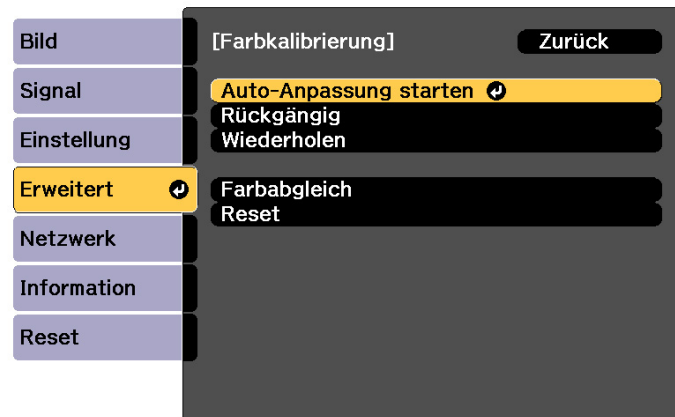 Bild
Signal
Einstellung
Erweitert
Netzwerk
Information
Reset
[Farbkalibrierung] Zurück
Auto-Anpassung starten
Rückgängig
Wiederholen
Farbabgleich
Reset